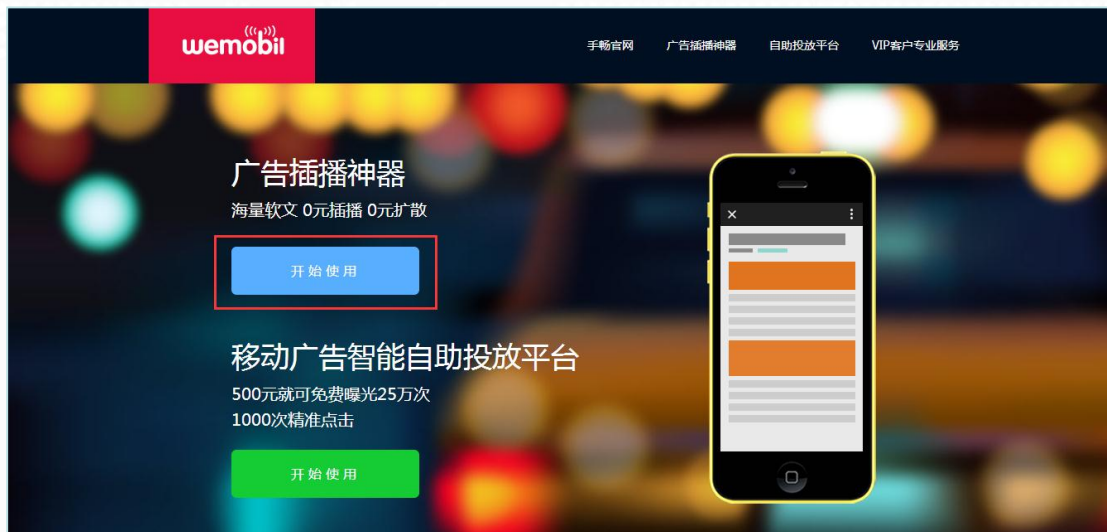 wemobil
手畅官网 广告插播神器 自助投放平台 VIP客户专业服务
广告插播神器
海量软文 0元插播 0元扩散
开始使用
移动广告智能自助投放平台
500元就可免费曝光25万次
1000次精准点击
开始使用